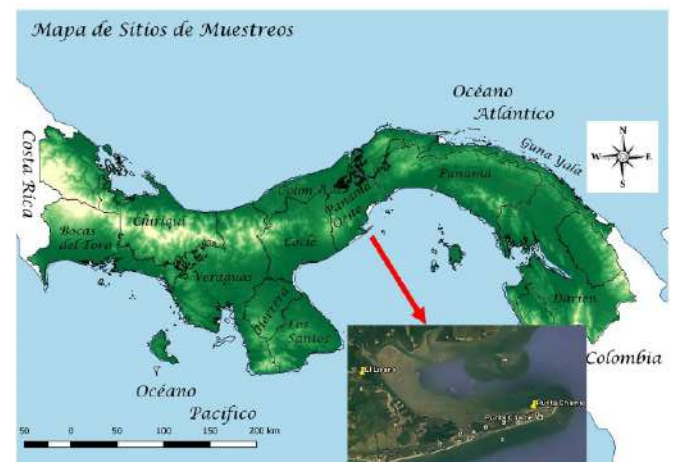 Mapa de Sitios de Muestreos
Océano
Atlántico
Guna Yala
N
W
E
S
Costa Rica
Colón
Panamá
Oeste
Panamá
Chiriquí
Bocas
del Toro
Coclé
Veraguas
Herrera
Los
Santos
Darién
Colombia
El Líbano
Punta Chame
Océano
Pacífico
50 0 50 100 150 200 km